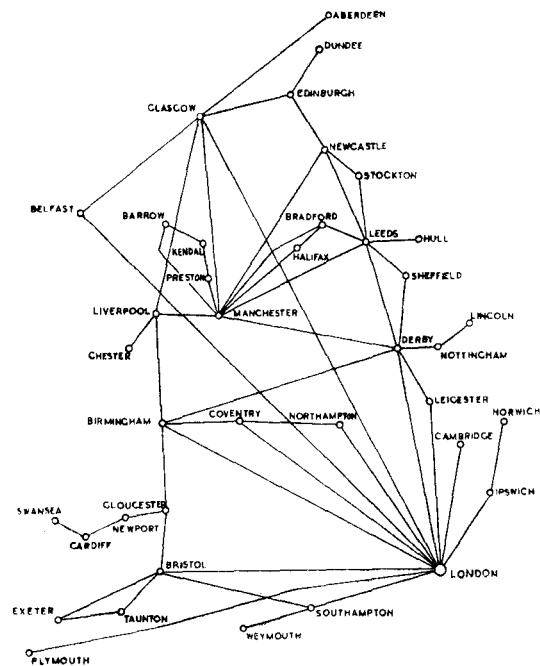 ABERDEEN
DUNDEE
EDINBURGH
GLASGOW
NEWCASTLE
STOCKTON
BELFAST
BARROW
BRADFORD
LEEDS
HULL
KENDAL
HALIFAX
PRESTON
SHEFFIELD
LIVERPOOL
MANCHESTER
LINCOLN
DERBY
CHESTER
NOTTINGHAM
LEICESTER
NORWICH
BIRMINGHAM
COVENTRY
NORTHAMPTON
CAMBRIDGE
SWANSEA
GLOUCESTER
IPSWICH
NEWPORT
CARDIFF
BRISTOL
LONDON
EXETER
TAUNTON
SOUTHAMPTON
WEYMOUTH
PLYMOUTH